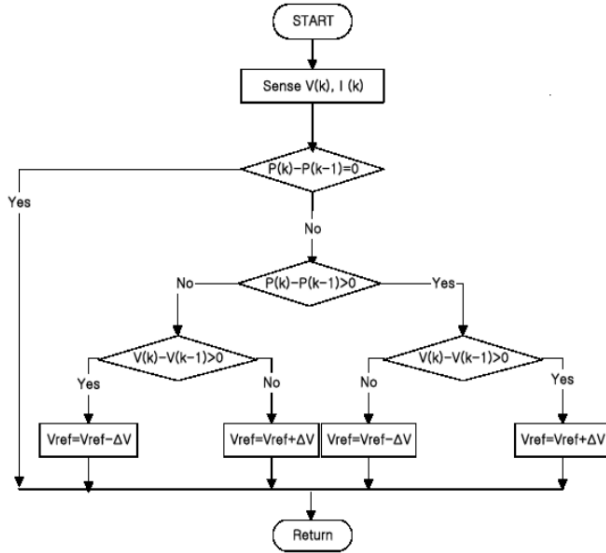 START
Sense V(k), I (k)
P(k)-P(k-1)=0
Yes
No
P(k)-P(k-1)>0
No
Yes
V(k)-V(k-1)>0
V(k)-V(k-1)>0
Yes
No
No
Yes
Vref=Vref-ΔV
Vref=Vref+ΔV
Vref=Vref-ΔV
Vref=Vref+ΔV
Return